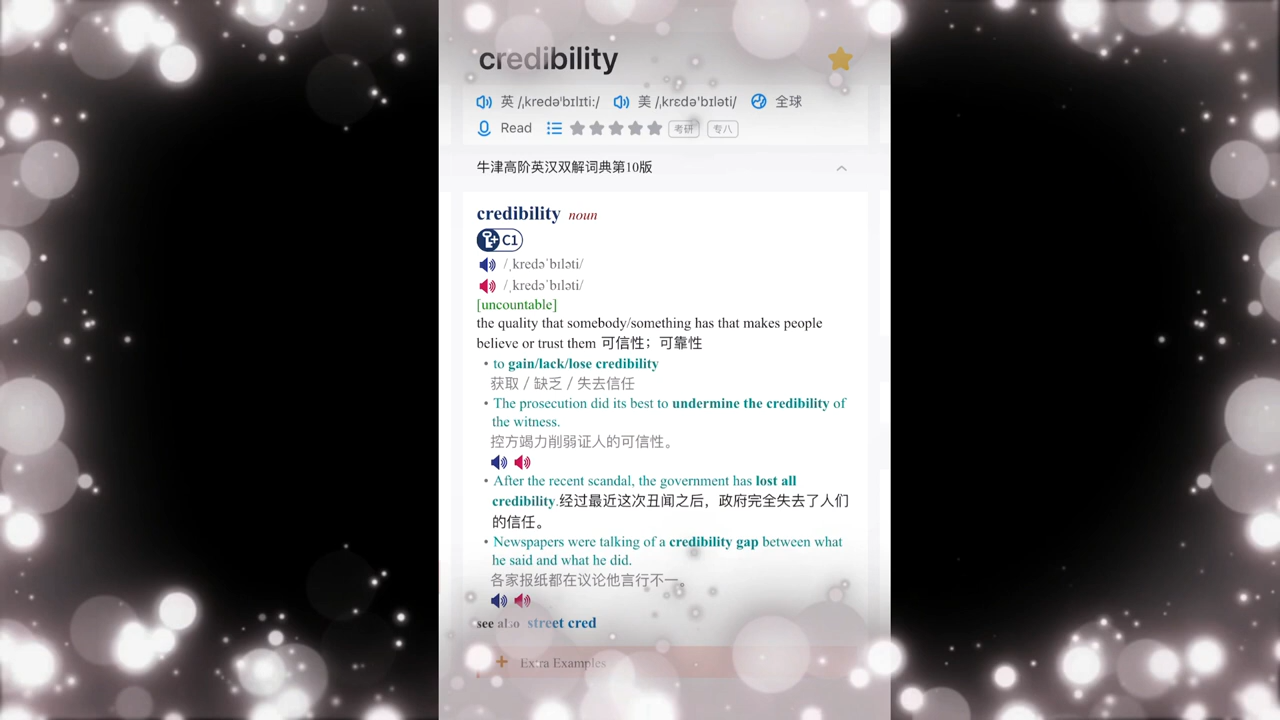 credibility
英 /ˌkredəˈbɪlɪti:/ 美 /ˌkrɛdəˈbɪləti/ 全球
Read 考研 专八
牛津高阶英汉双解词典第10版
credibility noun
C1
/ˌkredəˈbɪləti/
/ˌkredəˈbɪləti/
[uncountable]
the quality that somebody/something has that makes people
believe or trust them 可信性；可靠性
• to gain/lack/lose credibility
获取 / 缺乏 / 失去信任
• The prosecution did its best to undermine the credibility of
the witness.
控方竭力削弱证人的可信性。
• After the recent scandal, the government has lost all
credibility.经过最近这次丑闻之后，政府完全失去了人们
的信任。
• Newspapers were talking of a credibility gap between what
he said and what he did.
各家报纸都在议论他言行不一。
see also street cred
+ Extra Examples